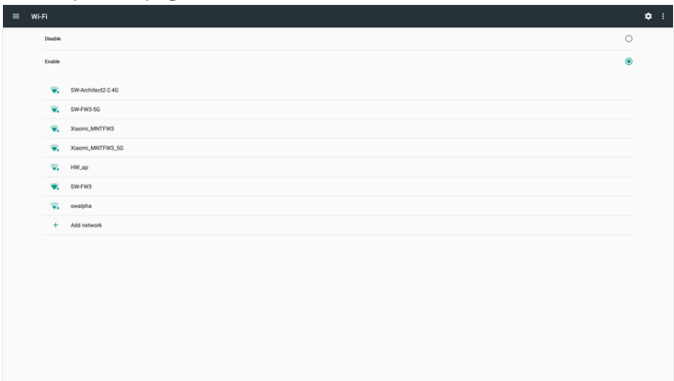 Wi-Fi
Disable
Enable
SW-Architect2-2.4G
SW-FW3-5G
Xiaomi_MNTFW3
Xiaomi_MNTFW3_5G
HW_ap
SW-FW3
swalpha
Add network